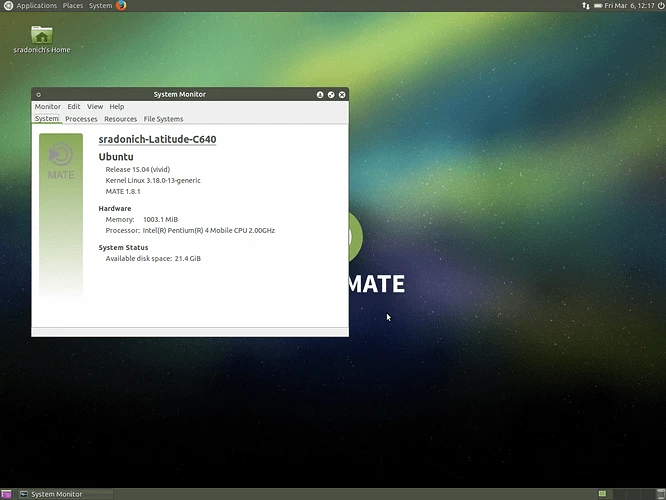 Applications Places System Fri Mar 6, 12:17
sradonich's Home
System Monitor
Monitor Edit View Help
System Processes Resources File Systems
MATE
sradonich-Latitude-C640
Ubuntu
Release 15.04 (vivid)
Kernel Linux 3.18.0-13-generic
MATE 1.8.1
Hardware
Memory: 1003.1 MiB
Processor: Intel(R) Pentium(R) 4 Mobile CPU 2.00GHz
System Status
Available disk space: 21.4 GiB
MATE
System Monitor